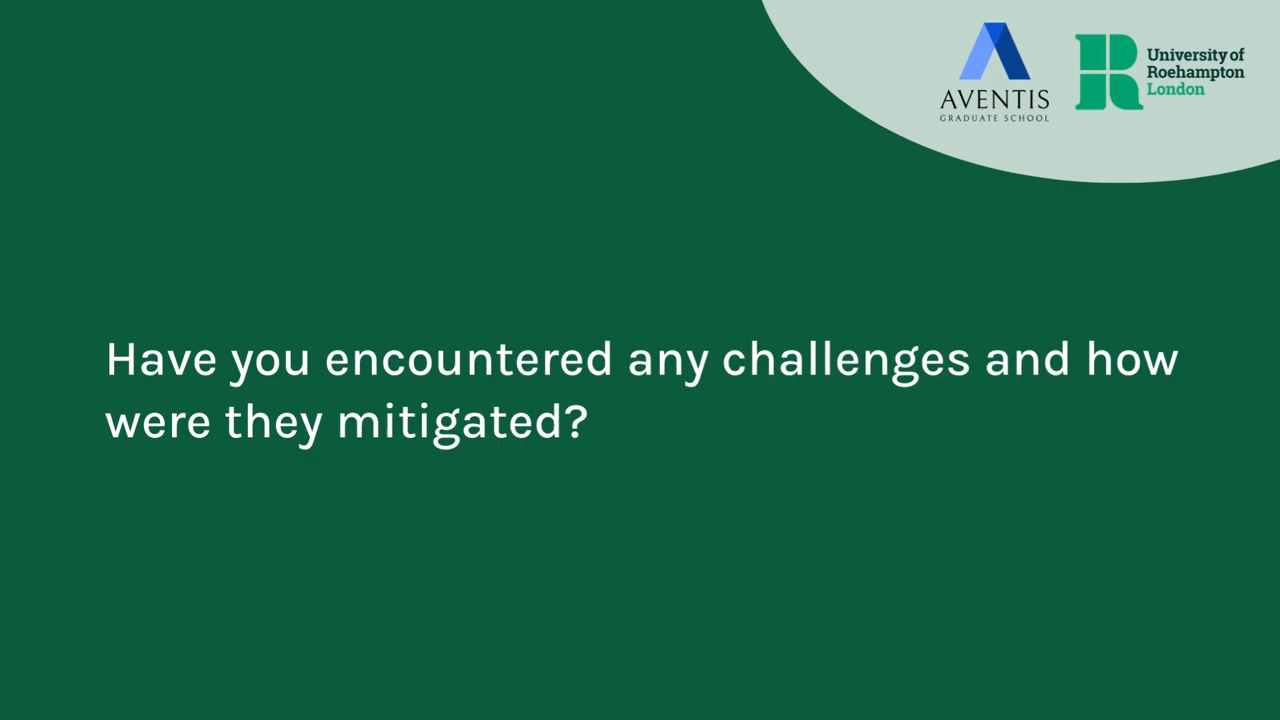 AVENTIS
GRADUATE SCHOOL
University of
Roehampton
London
Have you encountered any challenges and how
were they mitigated?